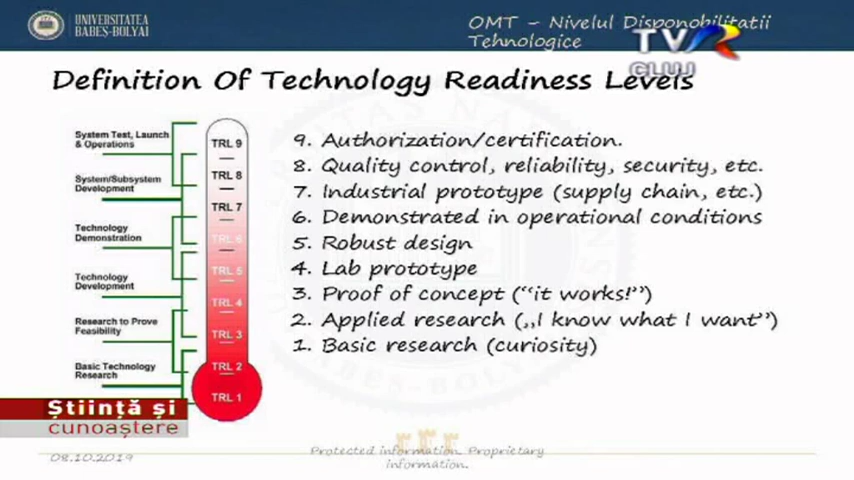 UNIVERSITATEA
BABEȘ-BOLYAI
OMT – Nivelul Disponobilitatii
Tehnologice
TVR
CLUJ
Definition Of Technology Readiness Levels
System Test, Launch
& Operations
System/Subsystem
Development
Technology
Demonstration
Technology
Development
Research to Prove
Feasibility
Basic Technology
Research
TRL 9
TRL 8
TRL 7
TRL 6
TRL 5
TRL 4
TRL 3
TRL 2
TRL 1
9. Authorization/certification.
8. Quality control, reliability, security, etc.
7. Industrial prototype (supply chain, etc.)
6. Demonstrated in operational conditions
5. Robust design
4. Lab prototype
3. Proof of concept (“it works!”)
2. Applied research („I know what I want”)
1. Basic research (curiosity)
Știință și
cunoaștere
08.10.2019
Protected information. Proprietary
information.